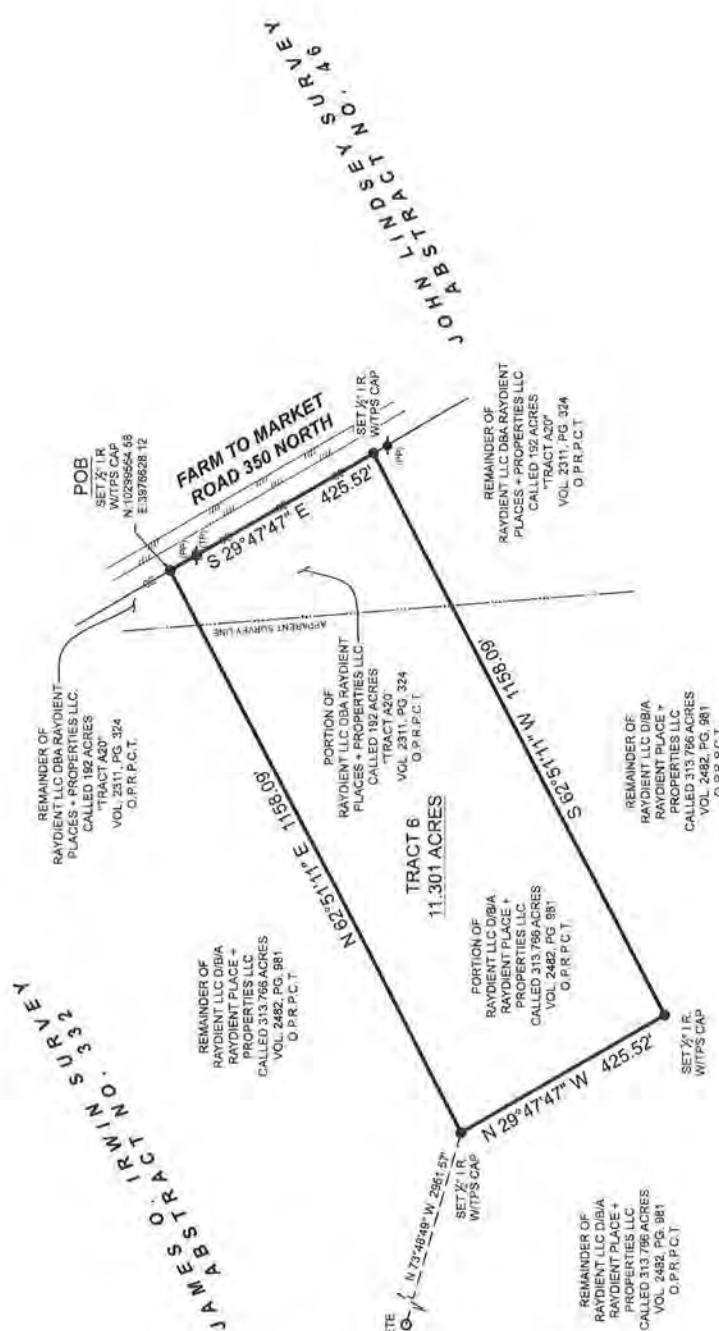 JAMES O. IRWIN SURVEY
ABSTRACT NO. 332
JOHN LINDSEY SURVEY
ABSTRACT NO. 46
REMAINDER OF
RAYDIENT LLC DBA RAYDIENT
PLACES + PROPERTIES LLC.
CALLED 192 ACRES
"TRACT A20"
VOL. 2311, PG. 324
O.P.R.P.C.T.
POB
SET ½" I.R.
W/TPS CAP
E:3976628.12
FARM TO MARKET
ROAD 350 NORTH
(PP)
(TP)
S 29°47'47" E 425.52'
SET ½" I.R.
W/TPS CAP
(PP)
REMAINDER OF
RAYDIENT LLC DBA RAYDIENT
PLACES + PROPERTIES LLC
CALLED 192 ACRES
"TRACT A20"
VOL. 2311, PG. 324
O.P.R.P.C.T
APPARENT SURVEY LINE
PORTION OF
RAYDIENT LLC DBA RAYDIENT
PLACES + PROPERTIES LLC.
CALLED 192 ACRES
"TRACT A20"
VOL 2311, PG. 324
O.P.R.P.C.T.
N 62°51'11" E 1158.09'
REMAINDER OF
RAYDIENT LLC D/B/A
RAYDIENT PLACE +
PROPERTIES LLC
CALLED 313.766 ACRES
VOL. 2482, PG. 981
O.P.R.P.C.T.
TRACT 6
11.301 ACRES
S 62°51'11" W 1158.09'
PORTION OF
RAYDIENT LLC D/B/A
RAYDIENT PLACE +
PROPERTIES LLC
CALLED 313.766 ACRES
VOL. 2482, PG. 981
O.P.R.P.C.T.
REMAINDER OF
RAYDIENT LLC D/B/A
RAYDIENT PLACE +
PROPERTIES LLC
CALLED 313.766 ACRES
VOL. 2482, PG. 981
O.P.R.P.C.T.
N 29°47'47" W 425.52'
SET ½" I.R.
W/TPS CAP
SET ½" I.R.
W/TPS CAP
N 73°48'49" W 2961.57'
ETE
REMAINDER OF
RAYDIENT LLC D/B/A
RAYDIENT PLACE +
PROPERTIES LLC
CALLED 313.766 ACRES
VOL. 2482, PG. 981
O.P.R.P.C.T.